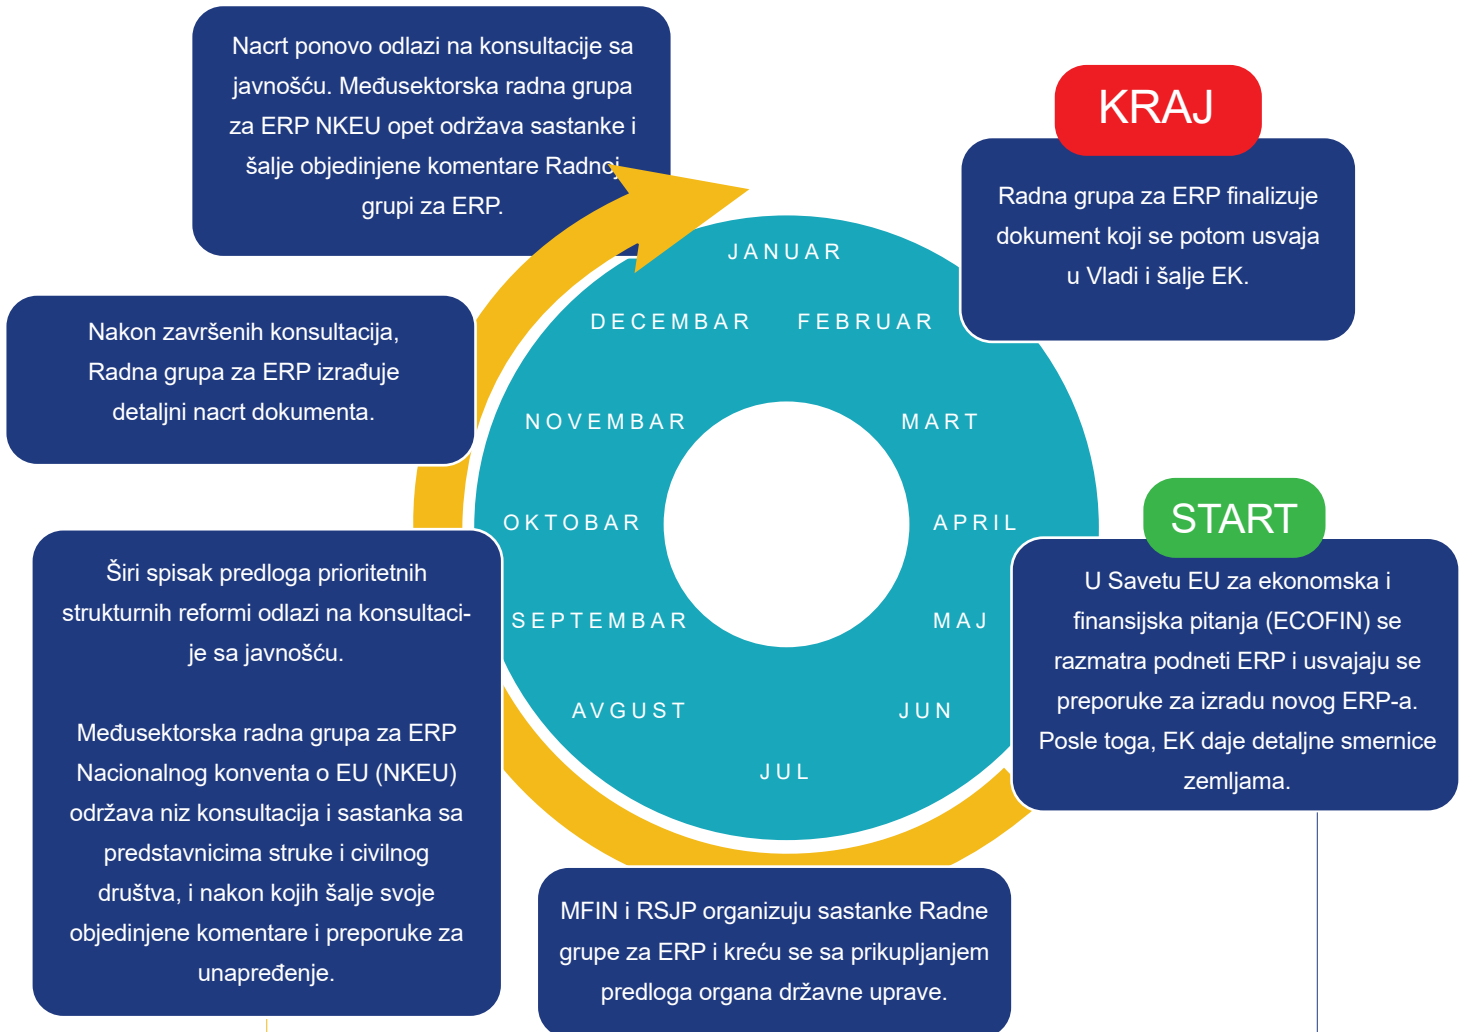 Nacrt ponovo odlazi na konsultacije sa
javnošću. Međusektorska radna grupa
za ERP NKEU opet održava sastanke i
šalje objedinjene komentare Radnoj
grupi za ERP.
KRAJ
Radna grupa za ERP finalizuje
dokument koji se potom usvaja
u Vladi i šalje EK.
JANUAR
DECEMBAR
FEBRUAR
Nakon završenih konsultacija,
Radna grupa za ERP izrađuje
detaljni nacrt dokumenta.
NOVEMBAR
MART
OKTOBAR
APRIL
START
U Savetu EU za ekonomska i
finansijska pitanja (ECOFIN) se
razmatra podneti ERP i usvajaju se
preporuke za izradu novog ERP-a.
Posle toga, EK daje detaljne smernice
zemljama.
SEPTEMBAR
MAJ
AVGUST
JUN
JUL
Širi spisak predloga prioritetnih
strukturnih reformi odlazi na konsultaci-
je sa javnošću.
Međusektorska radna grupa za ERP
Nacionalnog konventa o EU (NKEU)
održava niz konsultacija i sastanka sa
predstavnicima struke i civilnog
društva, i nakon kojih šalje svoje
objedinjene komentare i preporuke za
unapređenje.
MFIN i RSJP organizuju sastanke Radne
grupe za ERP i kreću se sa prikupljanjem
predloga organa državne uprave.